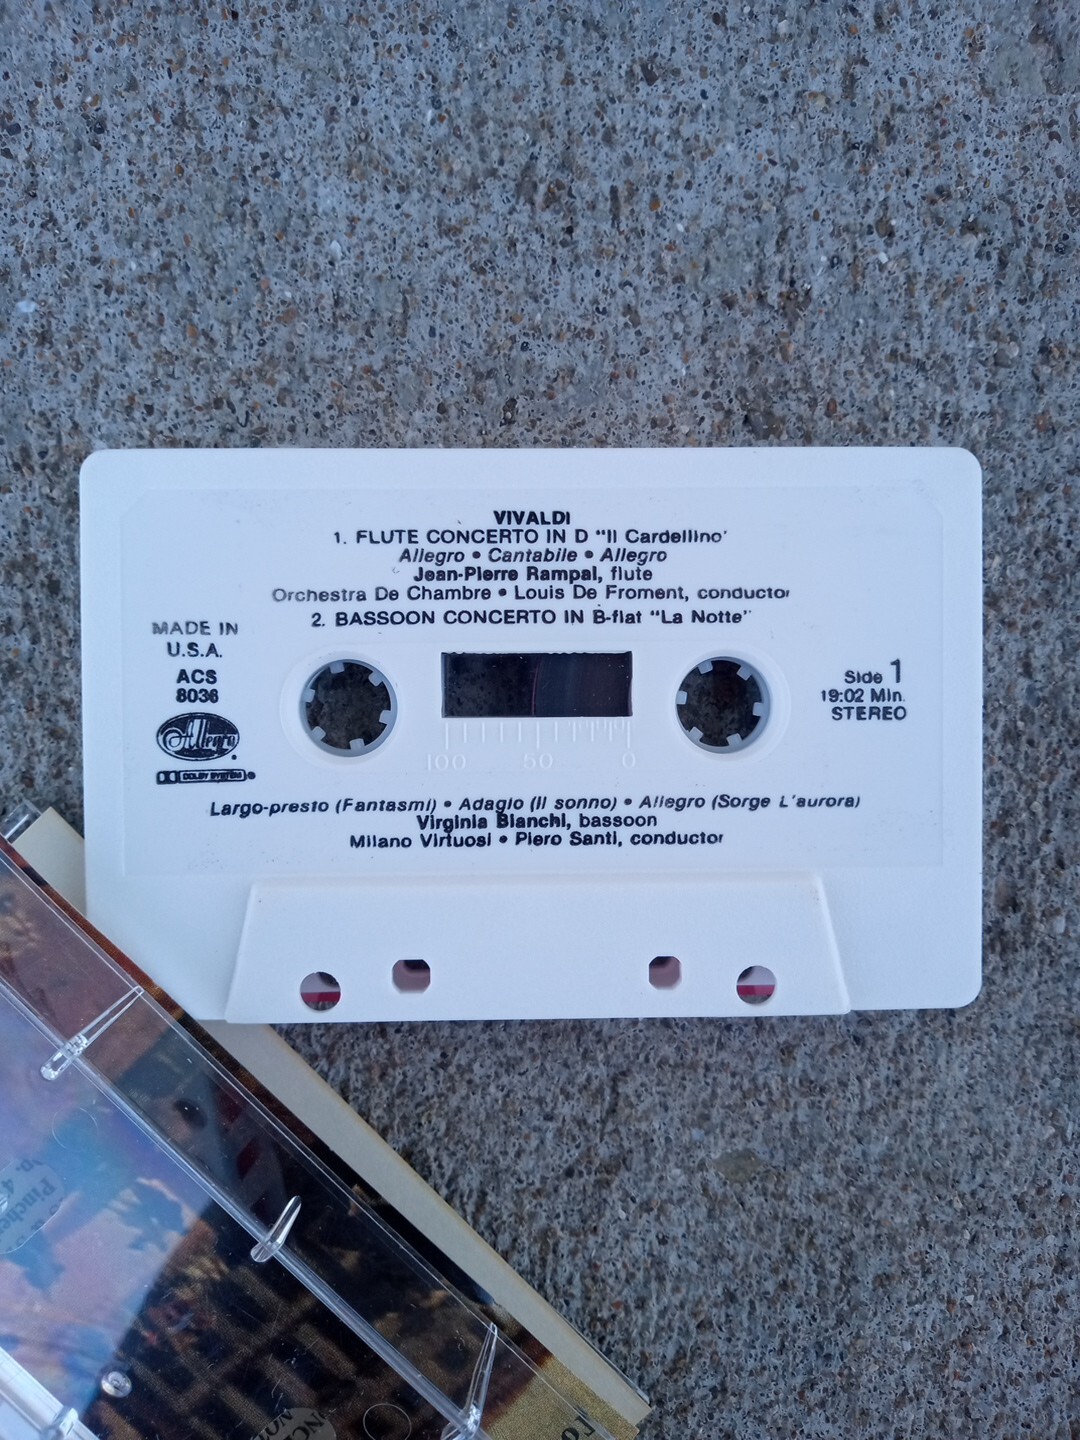 VIVALDI
1. FLUTE CONCERTO IN D "Il Cardellino'
Allegro • Cantabile • Allegro
Jean-Pierre Rampal, flute
Orchestra De Chambre • Louis De Froment, conductor
2. BASSOON CONCERTO IN B-flat "La Notte"
MADE IN
U.S.A.
ACS
8036
Allegro
DOLBY SYSTEM
Side 1
19:02 Min.
STEREO
100 50 0
Largo-presto (Fantasmi) • Adagio (Il sonno) • Allegro (Sorge L'aurora)
Virginia Bianchi, bassoon
Milano Virtuosi • Piero Santi, conductor